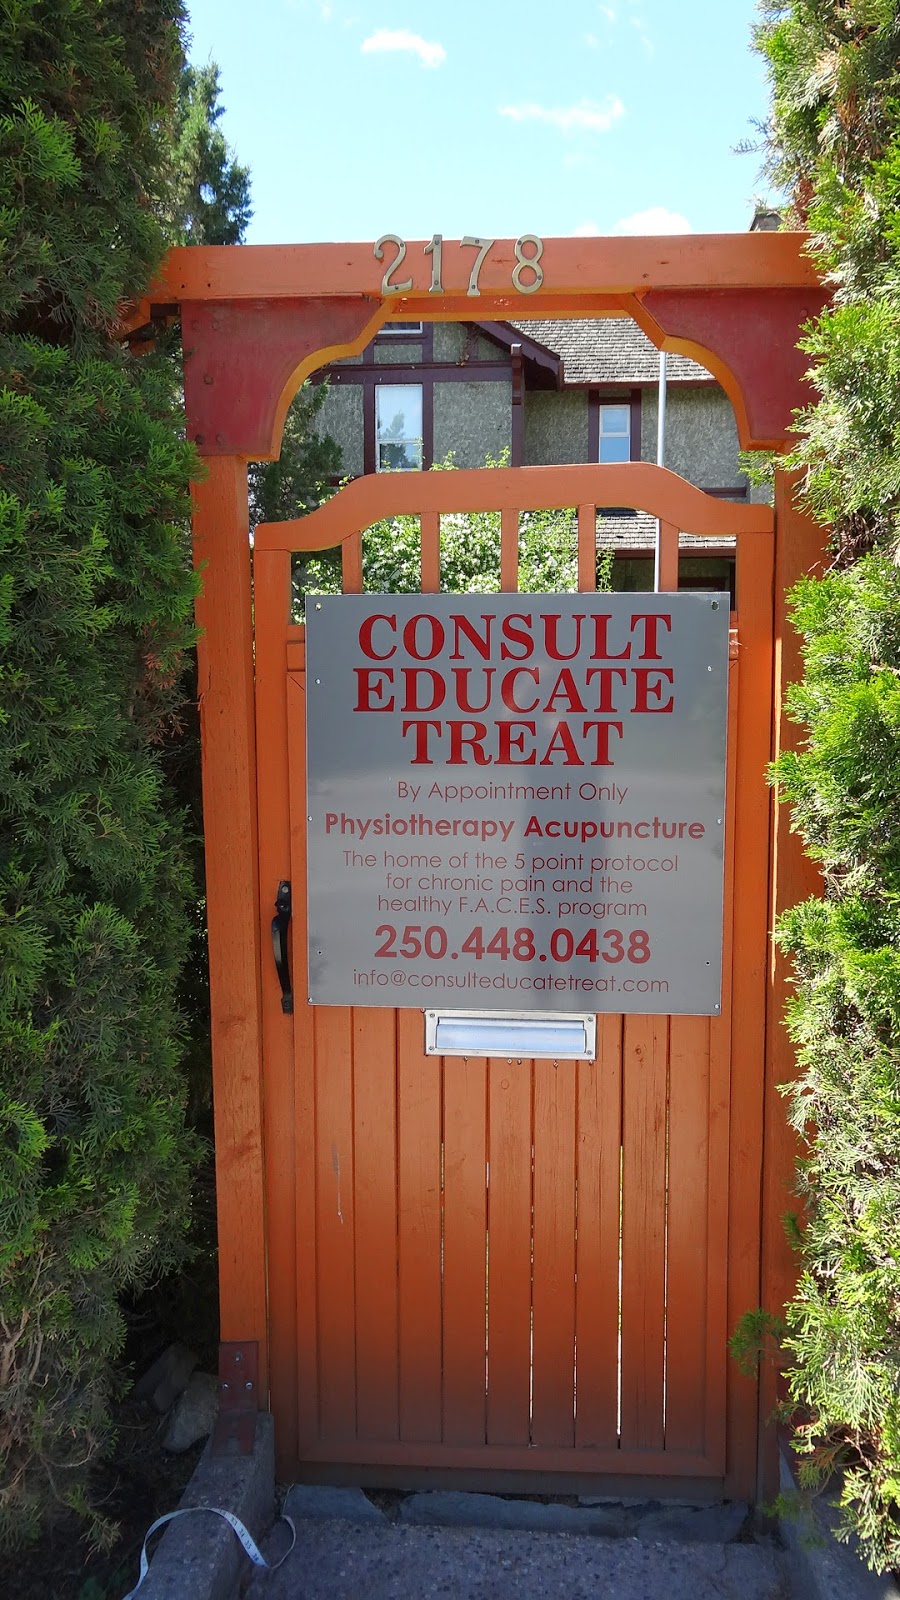 2178
CONSULT
EDUCATE
TREAT
By Appointment Only
Physiotherapy Acupuncture
The home of the 5 point protocol
for chronic pain and the
healthy F.A.C.E.S. program
250.448.0438
info@consulteducatetreat.com